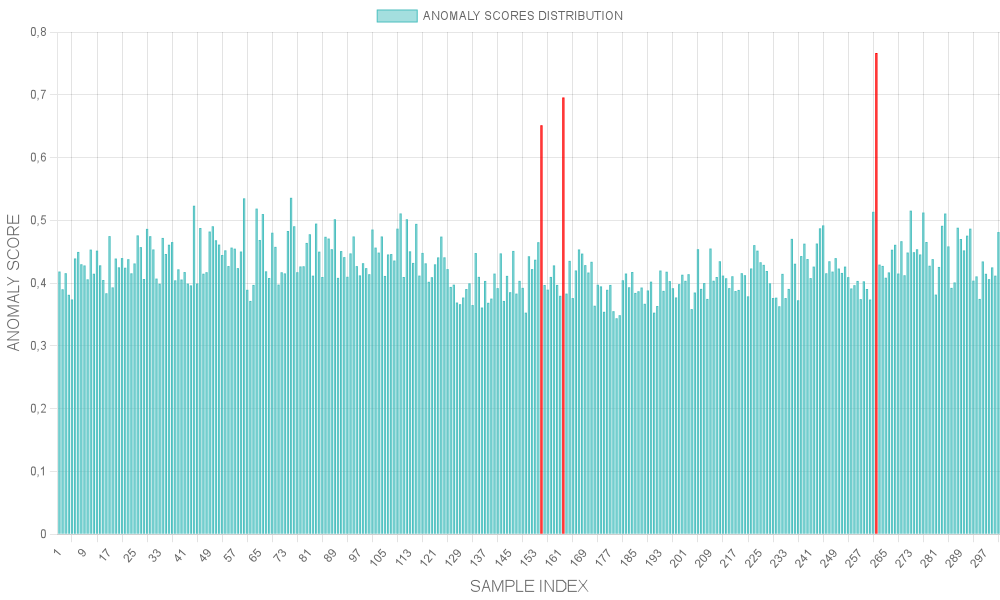 ANOMALY SCORES DISTRIBUTION
0,8
0,7
0,6
0,5
0,4
0,3
0,2
0,1
0
ANOMALY SCORE
1 9 17 25 33 41 49 57 65 73 81 89 97 105 113 121 129 137 145 153 161 169 177 185 193 201 209 217 225 233 241 249 257 265 273 281 289 297
SAMPLE INDEX